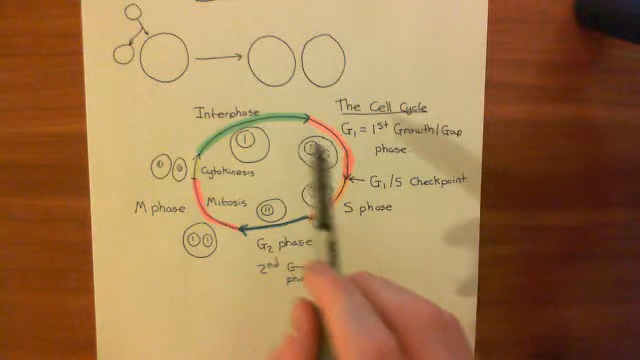 The Cell Cycle
Interphase
G1 = 1st Growth/Gap
phase
G1/S Checkpoint
Cytokinesis
Mitosis
M phase
S phase
G2 phase
2nd